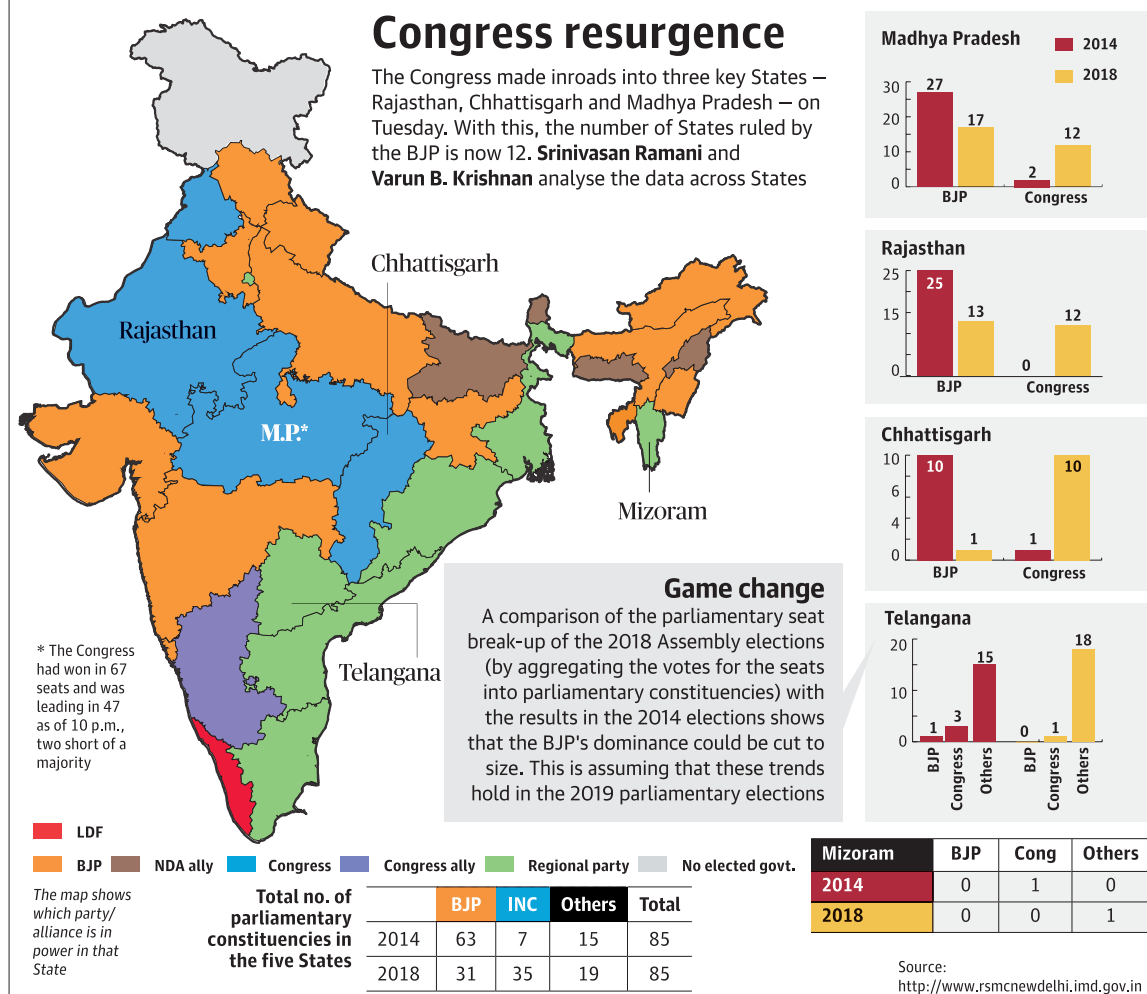 Congress resurgence
The Congress made inroads into three key States —
Rajasthan, Chhattisgarh and Madhya Pradesh — on
Tuesday. With this, the number of States ruled by
the BJP is now 12. Srinivasan Ramani and
Varun B. Krishnan analyse the data across States
Chhattisgarh
Rajasthan
M.P.*
Mizoram
Telangana
* The Congress
had won in 67
seats and was
leading in 47
as of 10 p.m.,
two short of a
majority
Game change
A comparison of the parliamentary seat
break-up of the 2018 Assembly elections
(by aggregating the votes for the seats
into parliamentary constituencies) with
the results in the 2014 elections shows
that the BJP's dominance could be cut to
size. This is assuming that these trends
hold in the 2019 parliamentary elections
LDF
BJP NDA ally Congress Congress ally Regional party No elected govt.
The map shows
which party/
alliance is in
power in that
State
Total no. of
parliamentary
constituencies in
the five States
BJP INC Others Total
2014 63 7 15 85
2018 31 35 19 85
Madhya Pradesh
2014
2018
30
20
10
0
27 17 2 12
BJP Congress
Rajasthan
25
15
0
25 13 0 12
BJP Congress
Chhattisgarh
10
6
4
0
10 1 1 10
BJP Congress
Telangana
20
10
0
1 3 15 0 1 18
BJP Congress Others BJP Congress Others
Mizoram BJP Cong Others
2014 0 1 0
2018 0 0 1
Source:
http://www.rsmcnewdelhi.imd.gov.in